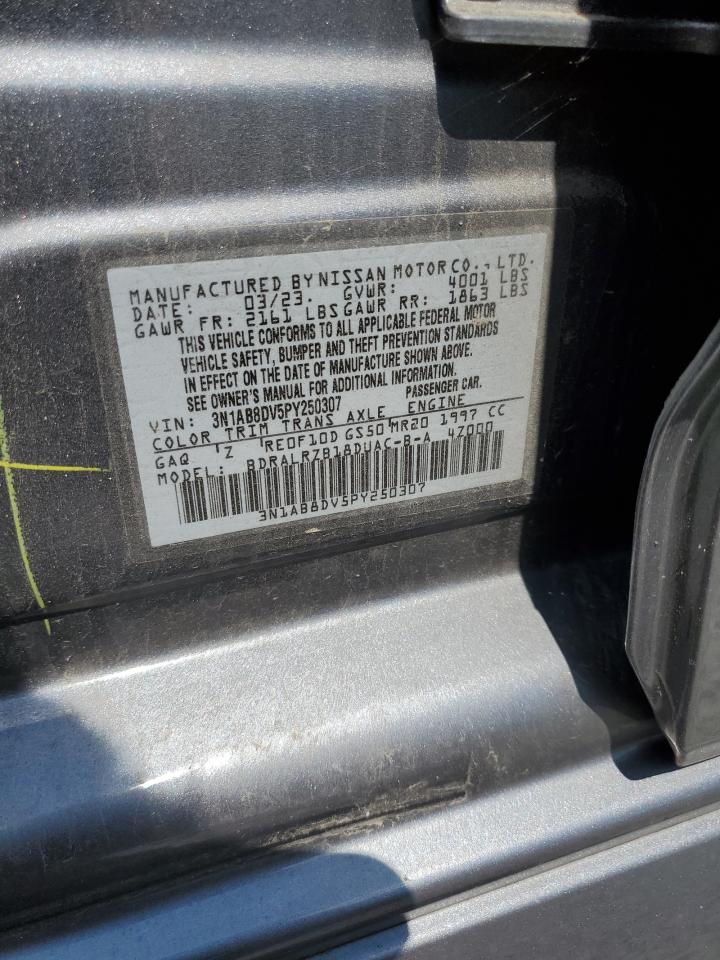 MANUFACTURED BY NISSAN MOTOR CO., LTD.
DATE: 03/23. GVWR: 4001 LBS
GAWR FR: 2161 LBS GAWR RR: 1863 LBS
THIS VEHICLE CONFORMS TO ALL APPLICABLE FEDERAL MOTOR
VEHICLE SAFETY, BUMPER AND THEFT PREVENTION STANDARDS
IN EFFECT ON THE DATE OF MANUFACTURE SHOWN ABOVE.
SEE OWNER'S MANUAL FOR ADDITIONAL INFORMATION.
VIN: 3N1AB8DV5PY250307 PASSENGER CAR.
COLOR TRIM TRANS AXLE ENGINE
GAQ 'Z 'RE0F10D GS50 MR20 1997 CC
MODEL: BDRALRZB18DUAC-B-A 4Z000
3N1AB8DV5PY250307